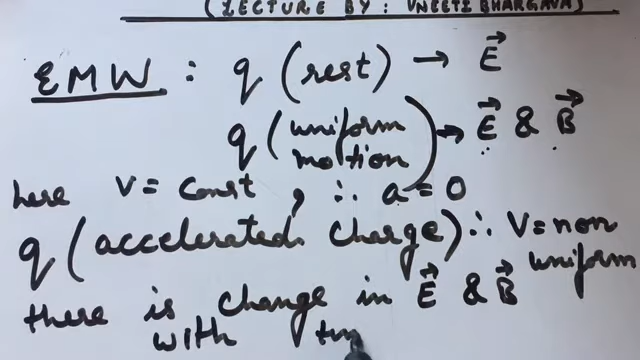 (LECTURE BY: VNEETI BHARGAVA)
EMW : q (rest) → E⃗
q (uniform motion) → E⃗ & B⃗
here V = Const, ∴ a = 0
q (accelerated charge) ∴ V = non uniform
there is change in E⃗ & B⃗
with